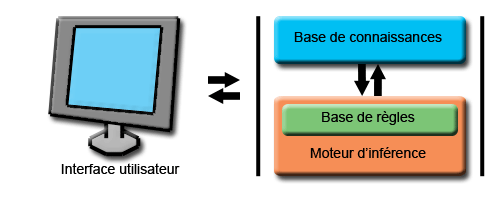 Base de connaissances
Base de règles
Moteur d'inférence
Interface utilisateur